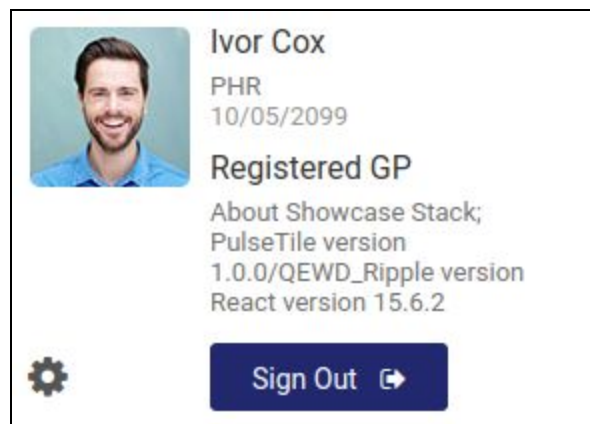 Ivor Cox
PHR
10/05/2099
Registered GP
About Showcase Stack;
PulseTile version
1.0.0/QEWD_Ripple version
React version 15.6.2
Sign Out